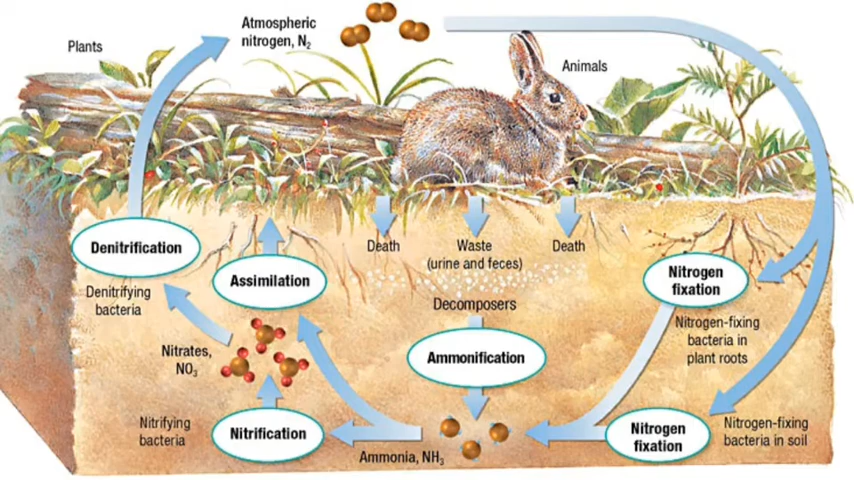 Atmospheric
nitrogen, N₂
Plants
Animals
Denitrification
Denitrifying
bacteria
Assimilation
Death
Waste
(urine and feces)
Death
Decomposers
Nitrogen
fixation
Nitrogen-fixing
bacteria in
plant roots
Ammonification
Nitrates,
NO₃
Nitrifying
bacteria
Nitrification
Ammonia, NH₃
Nitrogen
fixation
Nitrogen-fixing
bacteria in soil